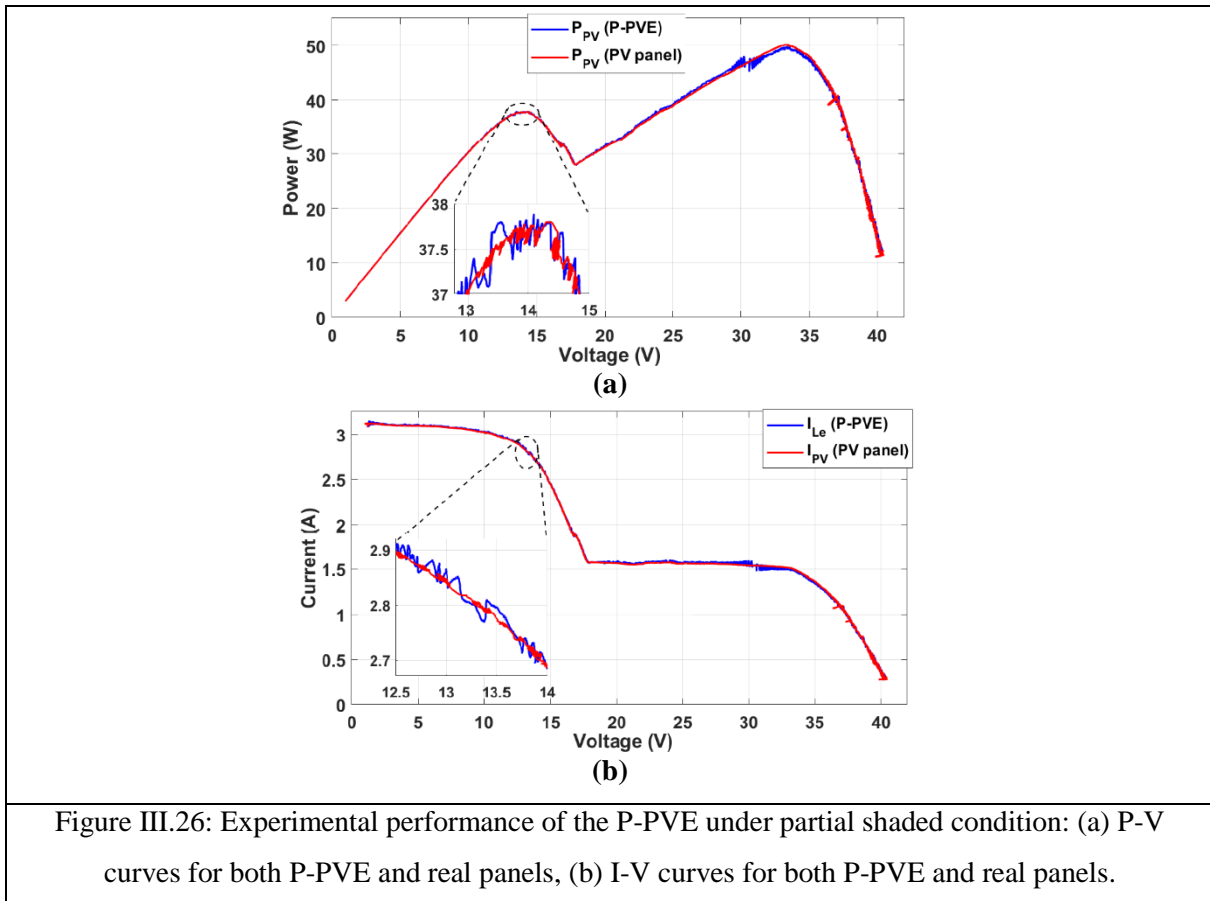 P_PV (P-PVE)
P_PV (PV panel)
50
40
30
20
10
0
Power (W)
38
37.5
37
13 14 15
0 5 10 15 20 25 30 35 40
Voltage (V)
(a)
I_Le (P-PVE)
I_PV (PV panel)
3
2.5
2
1.5
1
0.5
0
Current (A)
2.9
2.8
2.7
12.5 13 13.5 14
0 5 10 15 20 25 30 35 40
Voltage (V)
(b)
Figure III.26: Experimental performance of the P-PVE under partial shaded condition: (a) P-V
curves for both P-PVE and real panels, (b) I-V curves for both P-PVE and real panels.